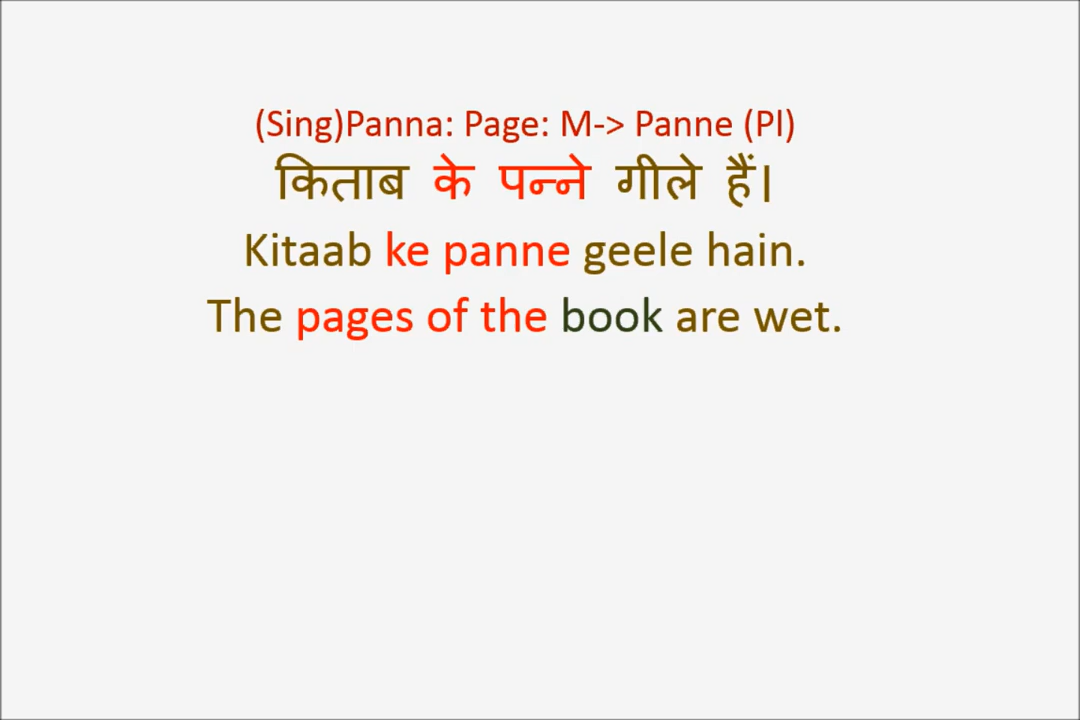 (Sing)Panna: Page: M-> Panne (Pl)
किताब के पन्ने गीले हैं।
Kitaab ke panne geele hain.
The pages of the book are wet.